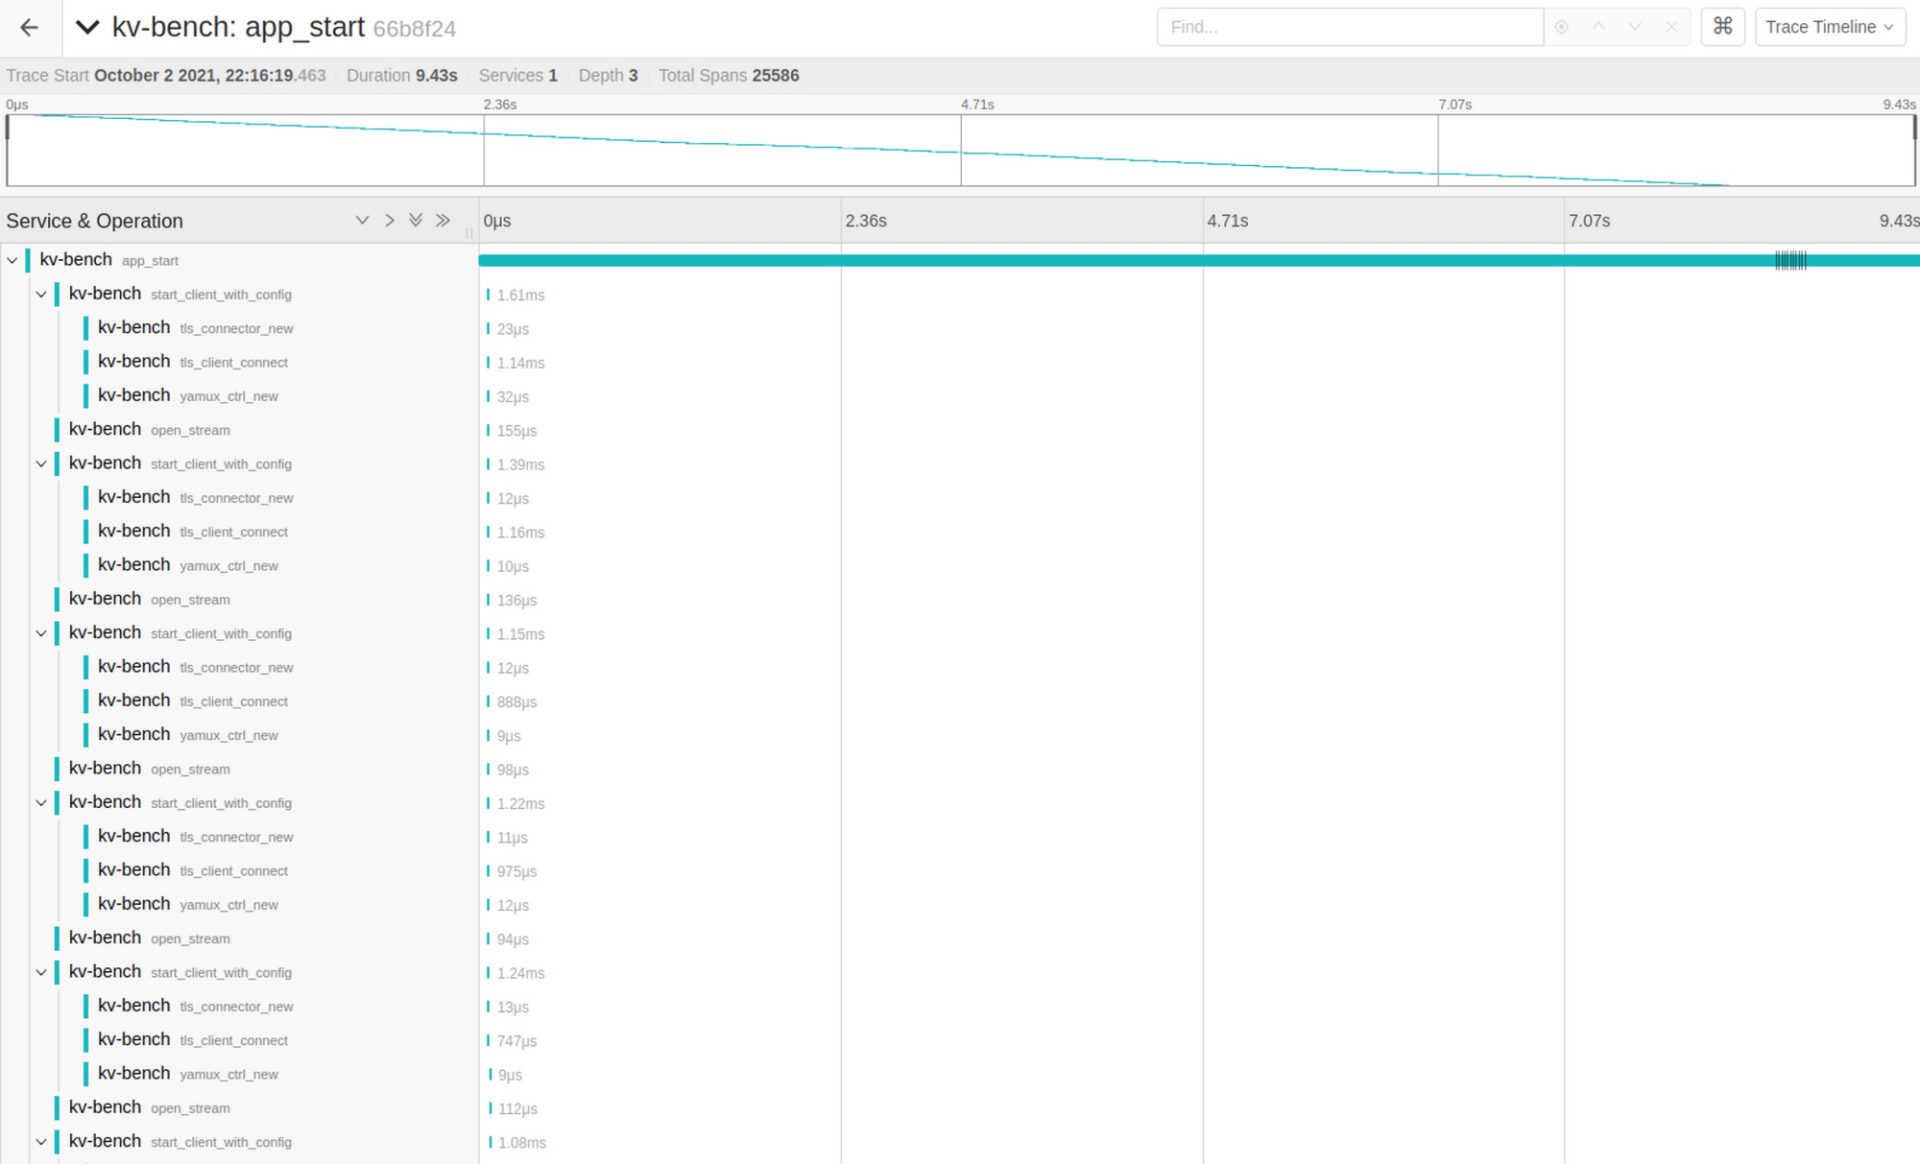 kv-bench: app_start 66b8f24
Find...
⌘
Trace Timeline
Trace Start October 2 2021, 22:16:19.463 Duration 9.43s Services 1 Depth 3 Total Spans 25586
0μs 2.36s 4.71s 7.07s 9.43s
Service & Operation 0μs 2.36s 4.71s 7.07s 9.43s
kv-bench app_start
kv-bench start_client_with_config 1.61ms
kv-bench tls_connector_new 23μs
kv-bench tls_client_connect 1.14ms
kv-bench yamux_ctrl_new 32μs
kv-bench open_stream 155μs
kv-bench start_client_with_config 1.39ms
kv-bench tls_connector_new 12μs
kv-bench tls_client_connect 1.16ms
kv-bench yamux_ctrl_new 10μs
kv-bench open_stream 136μs
kv-bench start_client_with_config 1.15ms
kv-bench tls_connector_new 12μs
kv-bench tls_client_connect 888μs
kv-bench yamux_ctrl_new 9μs
kv-bench open_stream 98μs
kv-bench start_client_with_config 1.22ms
kv-bench tls_connector_new 11μs
kv-bench tls_client_connect 975μs
kv-bench yamux_ctrl_new 12μs
kv-bench open_stream 94μs
kv-bench start_client_with_config 1.24ms
kv-bench tls_connector_new 13μs
kv-bench tls_client_connect 747μs
kv-bench yamux_ctrl_new 9μs
kv-bench open_stream 112μs
kv-bench start_client_with_config 1.08ms